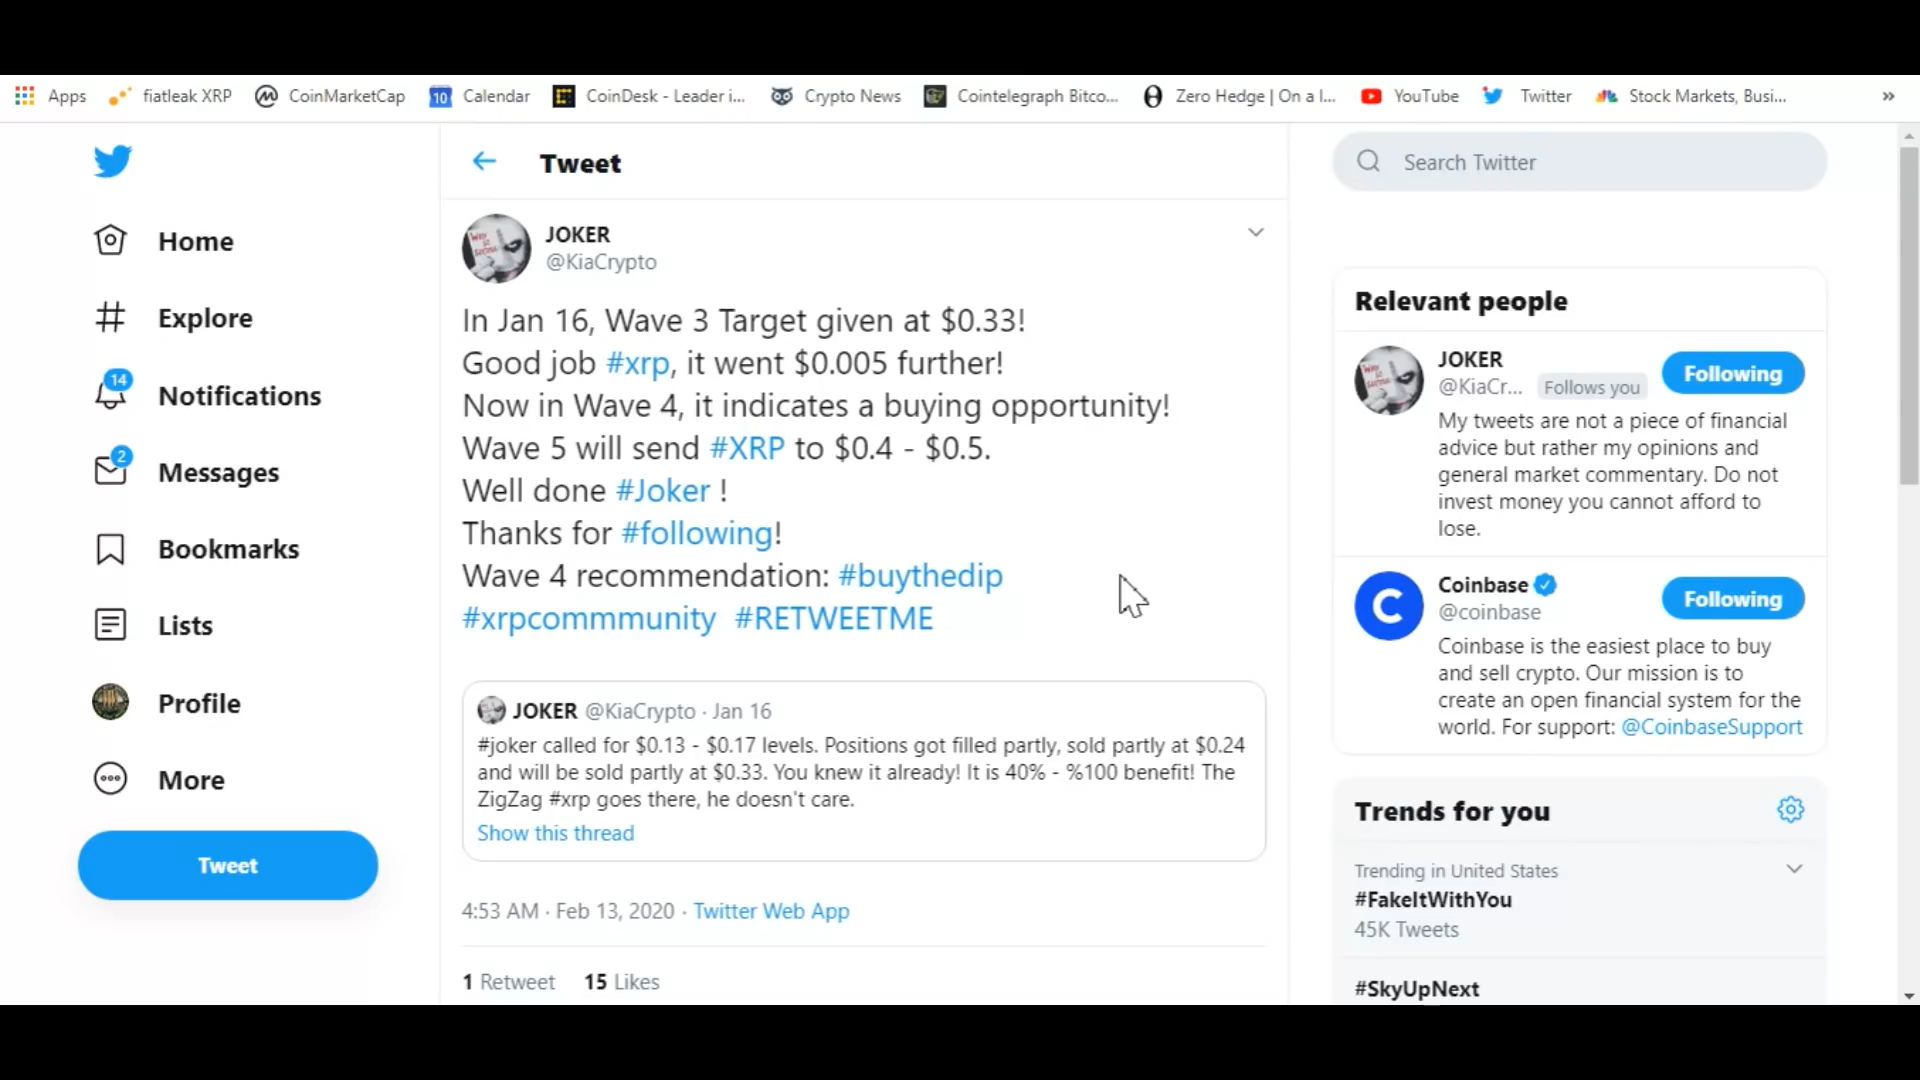 Apps fiatleak XRP CoinMarketCap 10 Calendar CoinDesk - Leader i... Crypto News Cointelegraph Bitco... Zero Hedge | On a l... YouTube Twitter Stock Markets, Busi... »
Home
Explore
14
Notifications
2
Messages
Bookmarks
Lists
Profile
More
Tweet
Tweet
JOKER
@KiaCrypto
In Jan 16, Wave 3 Target given at $0.33!
Good job #xrp, it went $0.005 further!
Now in Wave 4, it indicates a buying opportunity!
Wave 5 will send #XRP to $0.4 - $0.5.
Well done #Joker !
Thanks for #following!
Wave 4 recommendation: #buythedip
#xrpcommmunity #RETWEETME
JOKER @KiaCrypto · Jan 16
#joker called for $0.13 - $0.17 levels. Positions got filled partly, sold partly at $0.24
and will be sold partly at $0.33. You knew it already! It is 40% - %100 benefit! The
ZigZag #xrp goes there, he doesn't care.
Show this thread
4:53 AM · Feb 13, 2020 · Twitter Web App
1 Retweet 15 Likes
Search Twitter
Relevant people
JOKER
@KiaCr... Follows you
Following
My tweets are not a piece of financial
advice but rather my opinions and
general market commentary. Do not
invest money you cannot afford to
lose.
Coinbase
@coinbase
Following
Coinbase is the easiest place to buy
and sell crypto. Our mission is to
create an open financial system for the
world. For support: @CoinbaseSupport
Trends for you
Trending in United States
#FakeItWithYou
45K Tweets
#SkyUpNext